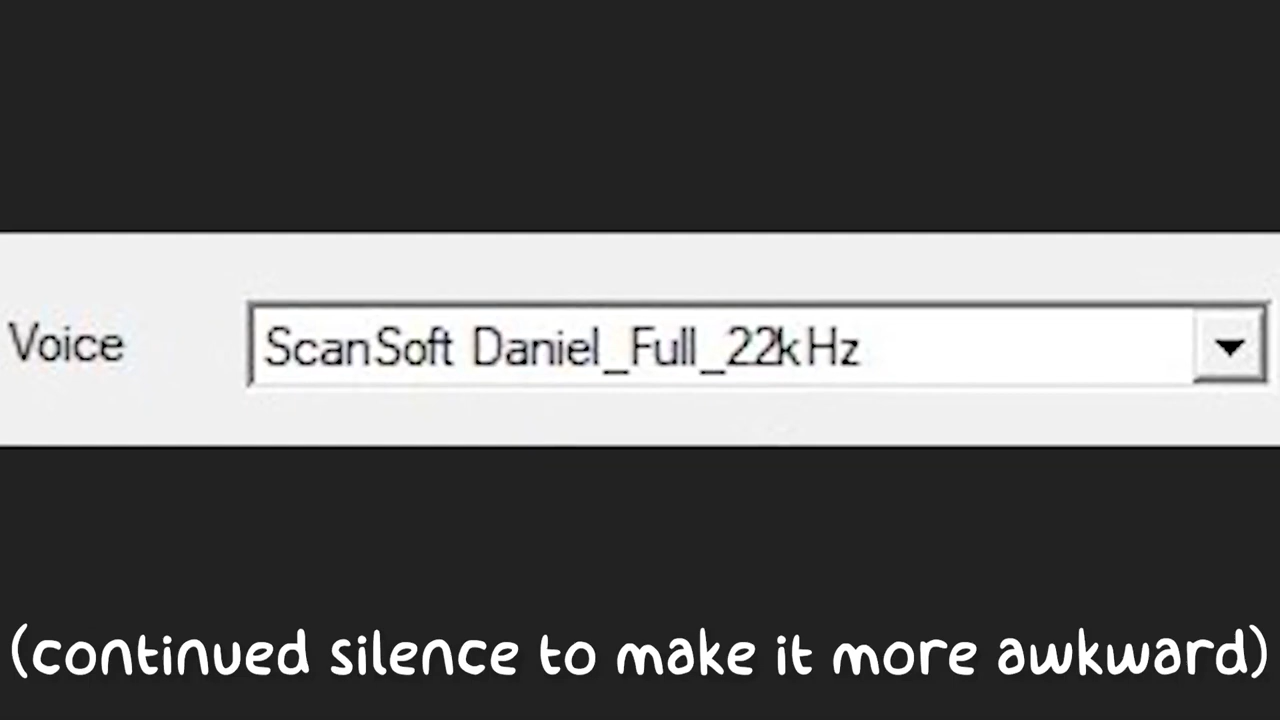 Voice
ScanSoft Daniel_Full_22kHz
(continued silence to make it more awkward)